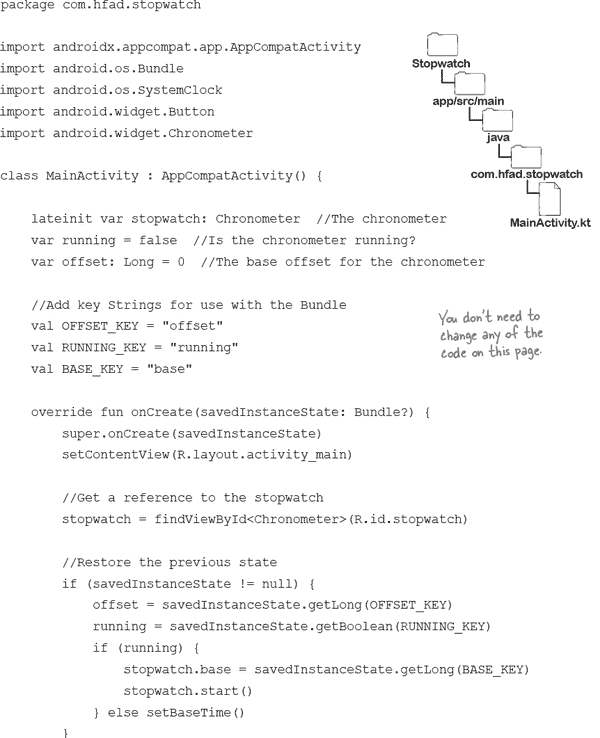 package com.hfad.stopwatch
import androidx.appcompat.app.AppCompatActivity
import android.os.Bundle
import android.os.SystemClock
import android.widget.Button
import android.widget.Chronometer
Stopwatch
app/src/main
java
com.hfad.stopwatch
MainActivity.kt
class MainActivity : AppCompatActivity() {
lateinit var stopwatch: Chronometer //The chronometer
var running = false //Is the chronometer running?
var offset: Long = 0 //The base offset for the chronometer
//Add key Strings for use with the Bundle
val OFFSET_KEY = "offset"
val RUNNING_KEY = "running"
val BASE_KEY = "base"
You don't need to
change any of the
code on this page.
override fun onCreate(savedInstanceState: Bundle?) {
super.onCreate(savedInstanceState)
setContentView(R.layout.activity_main)
//Get a reference to the stopwatch
stopwatch = findViewById<Chronometer>(R.id.stopwatch)
//Restore the previous state
if (savedInstanceState != null) {
offset = savedInstanceState.getLong(OFFSET_KEY)
running = savedInstanceState.getBoolean(RUNNING_KEY)
if (running) {
stopwatch.base = savedInstanceState.getLong(BASE_KEY)
stopwatch.start()
} else setBaseTime()
}